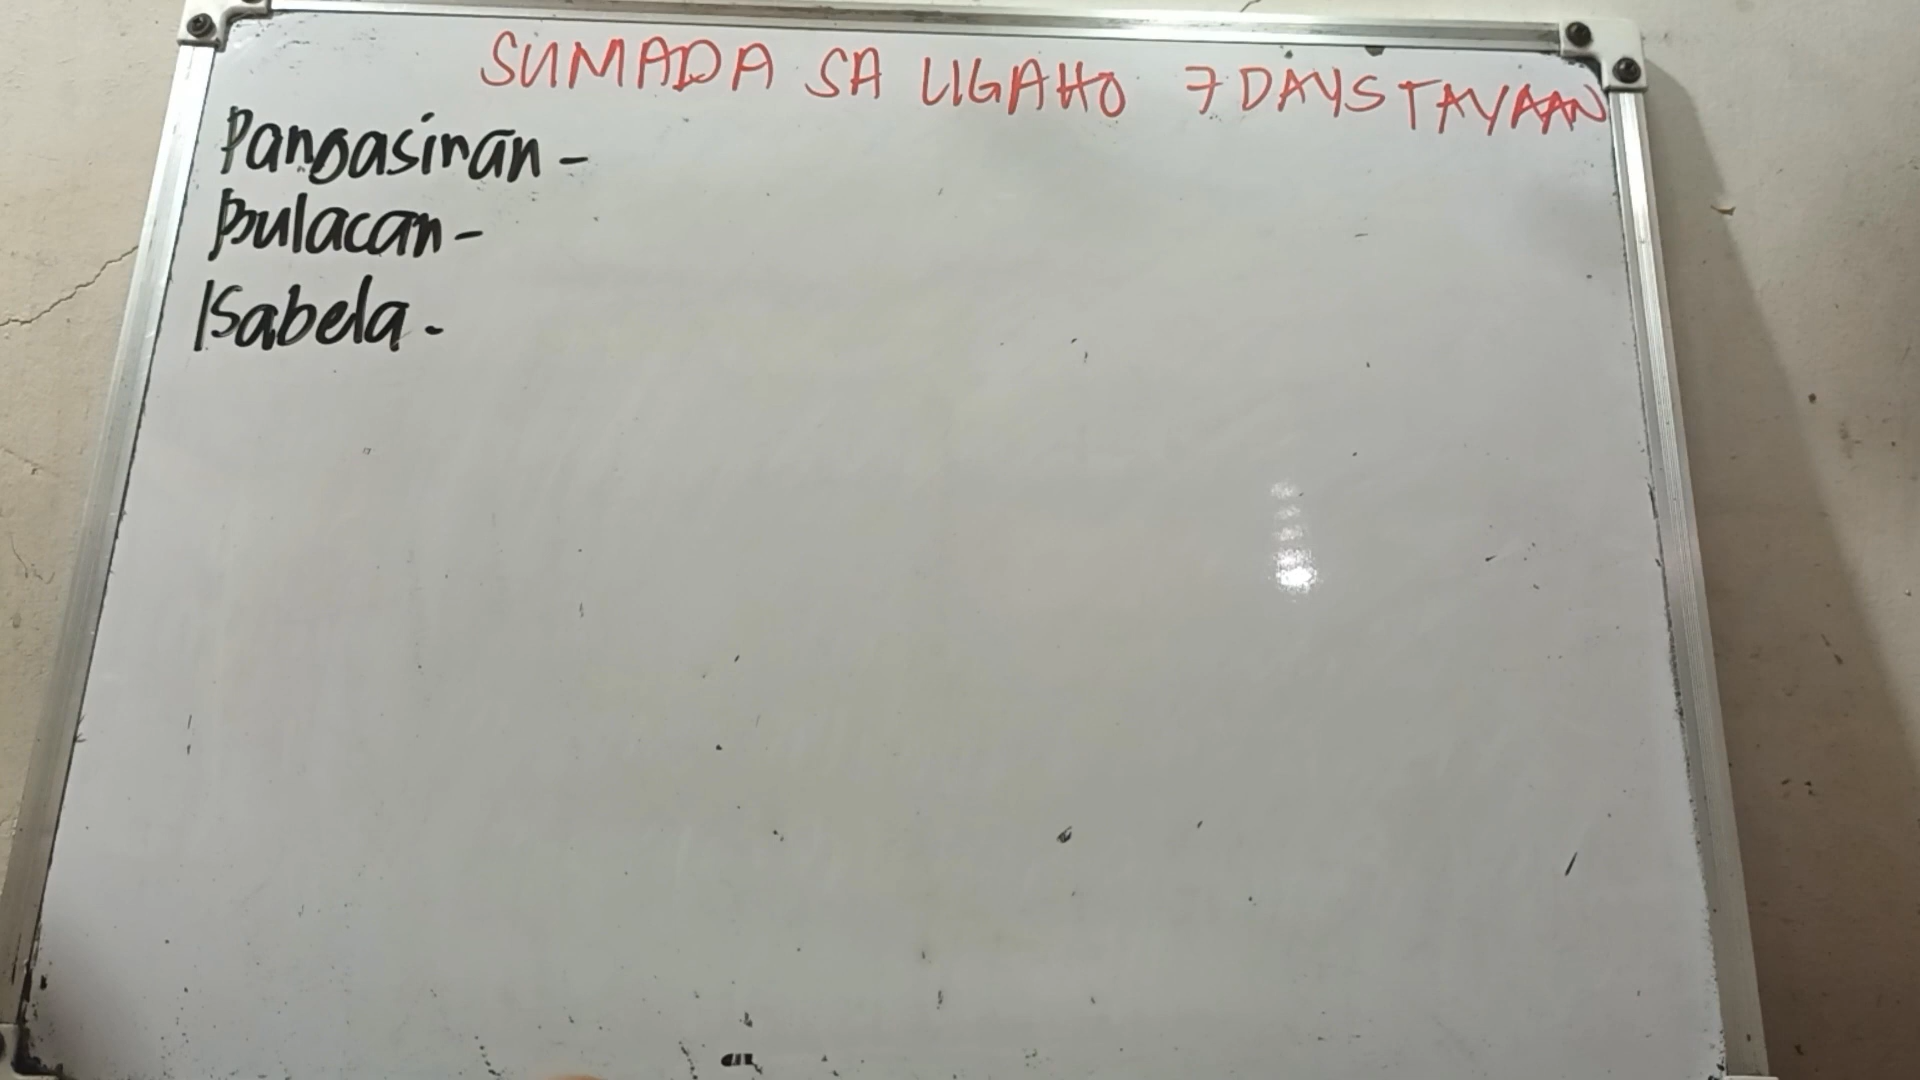 SUMADA SA LIGAHO 7 DAYS TAYAAN
Pangasinan -
Bulacan -
Isabela -